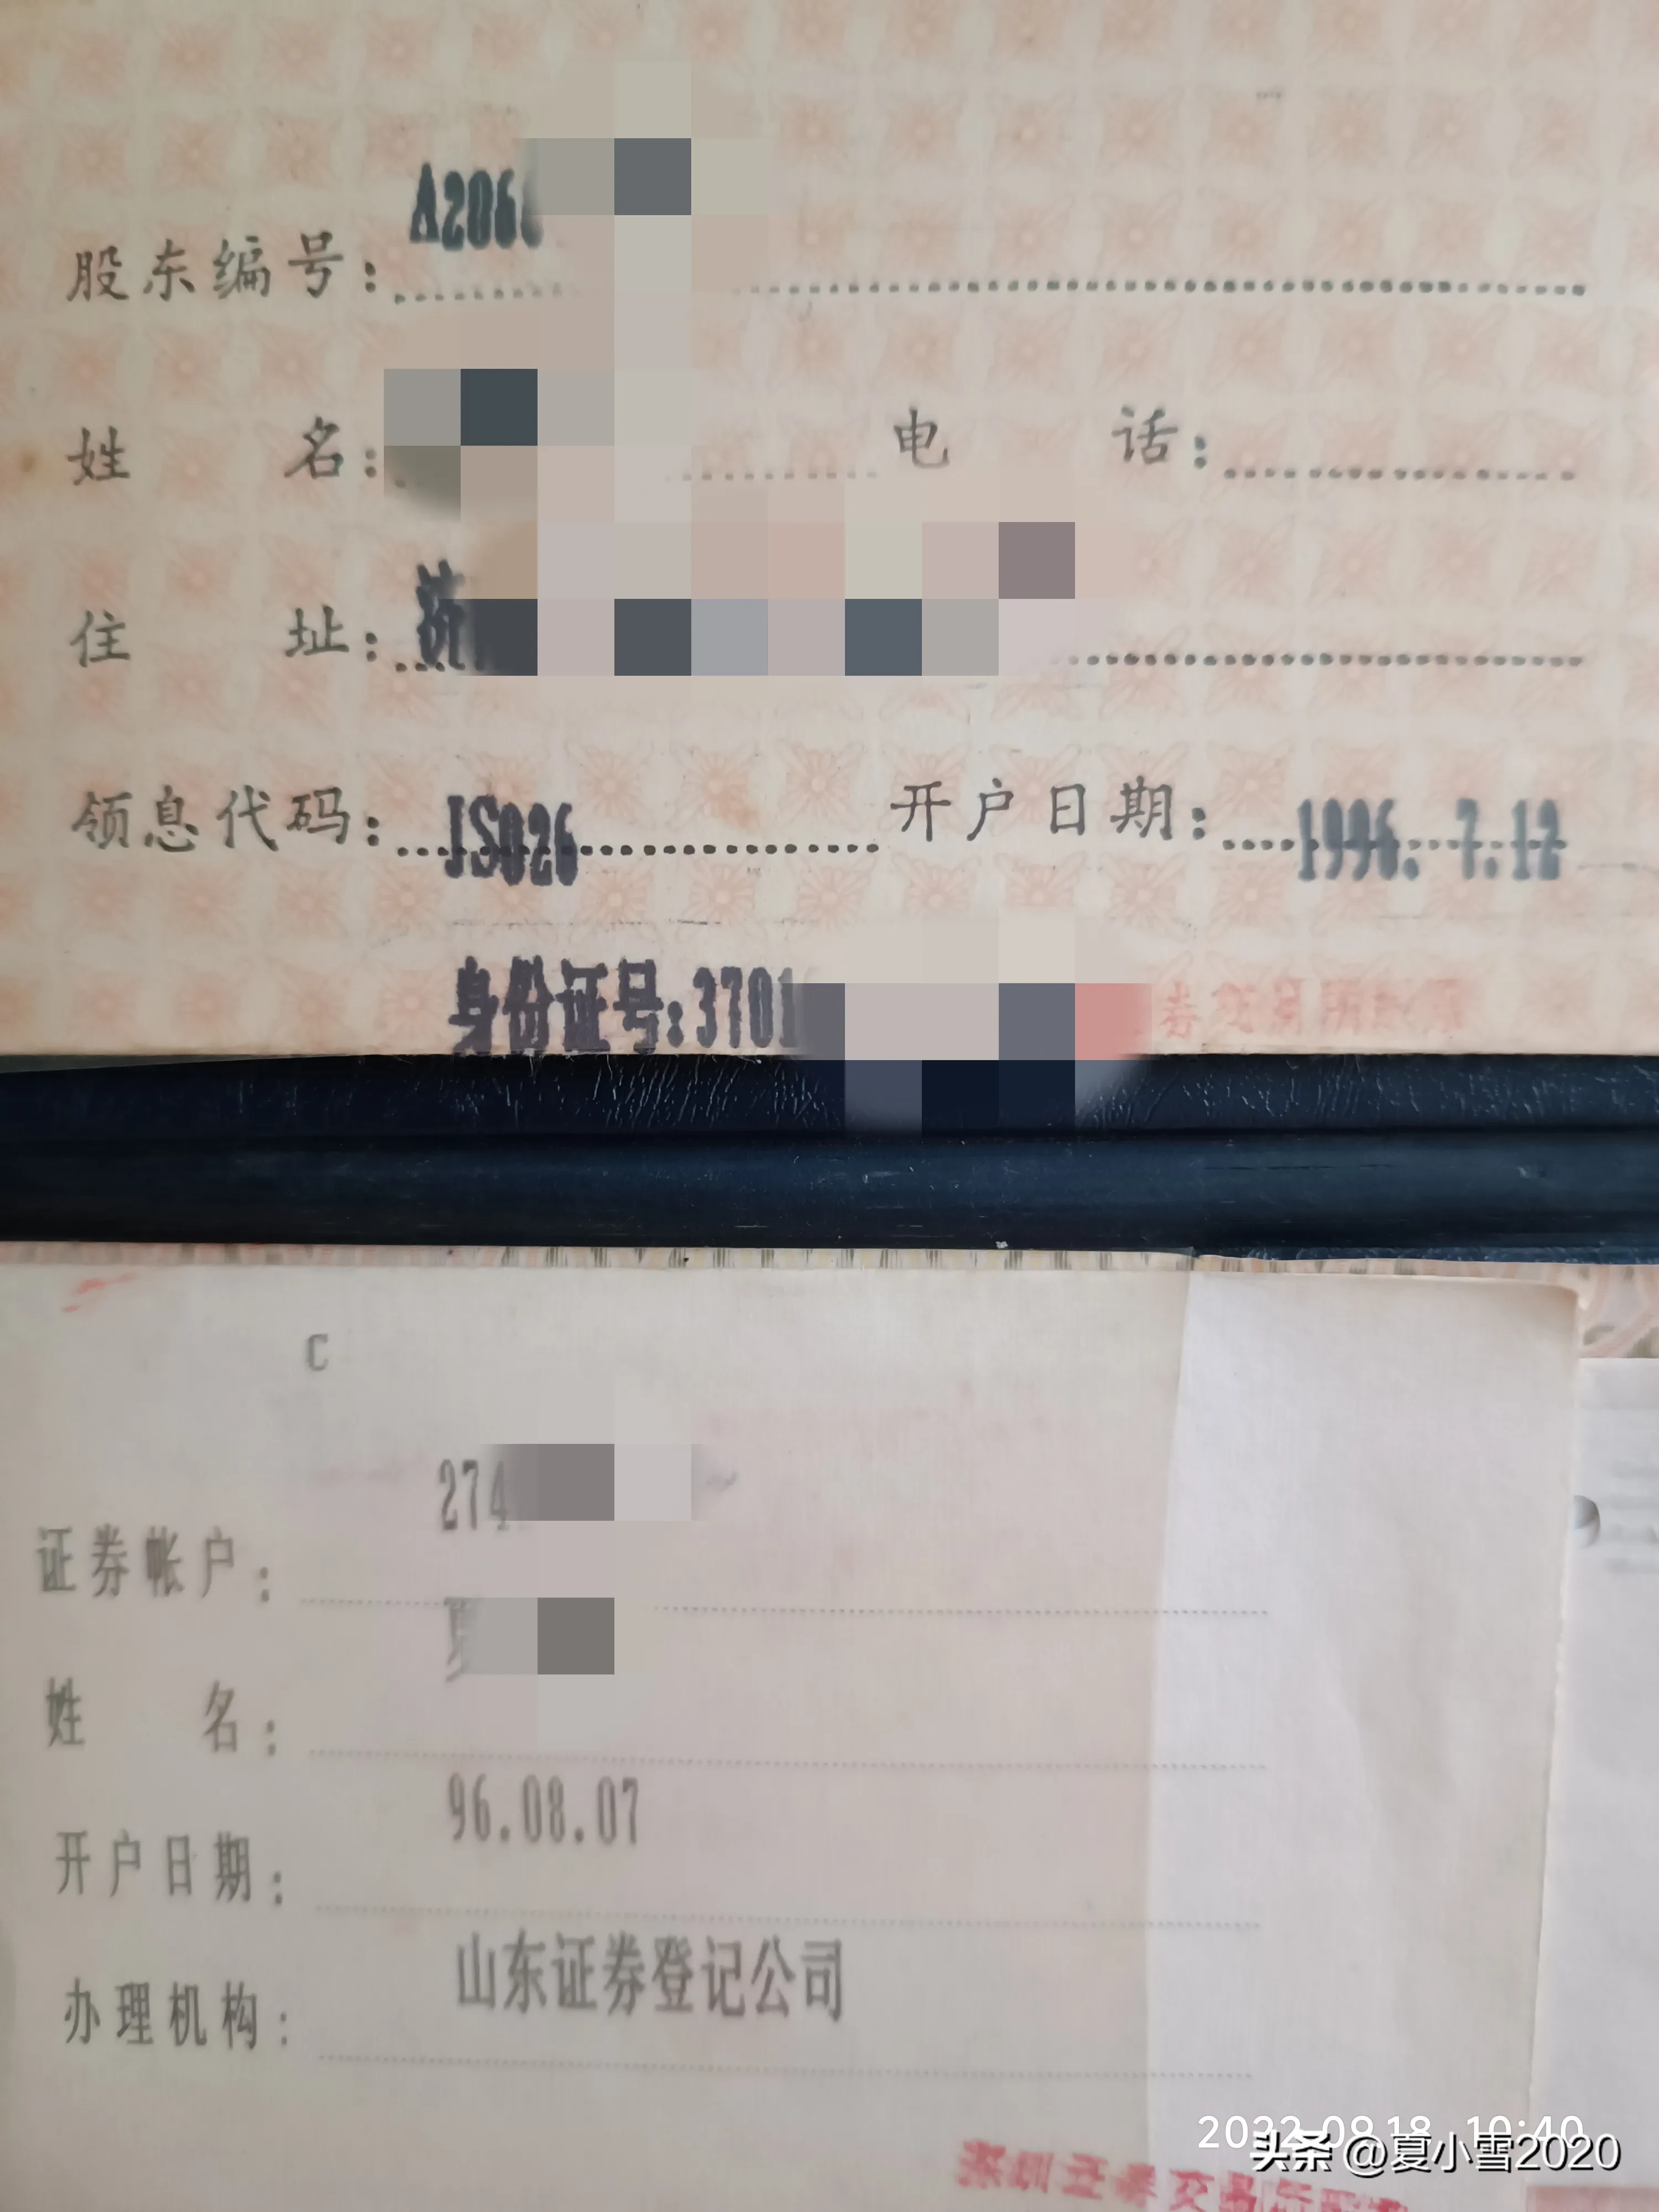 A206
股东编号:
姓名: 电话:
住址: 济
领息代码: JS026 开户日期: 1996. 7.12
身份证号:3701
C
证券帐户: 274
姓名:
开户日期: 96.08.07
办理机构: 山东证券登记公司
2022-08-18 10:40
头条 @夏小雪2020